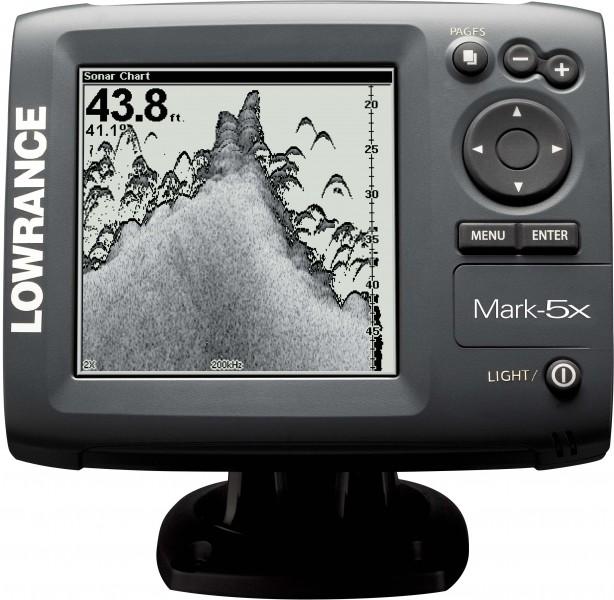 LOWRANCE
PAGES
Sonar Chart
43.8 ft.
41.1°
20
25
30
35
40
45
2X
200kHz
MENU
ENTER
Mark-5x
LIGHT/